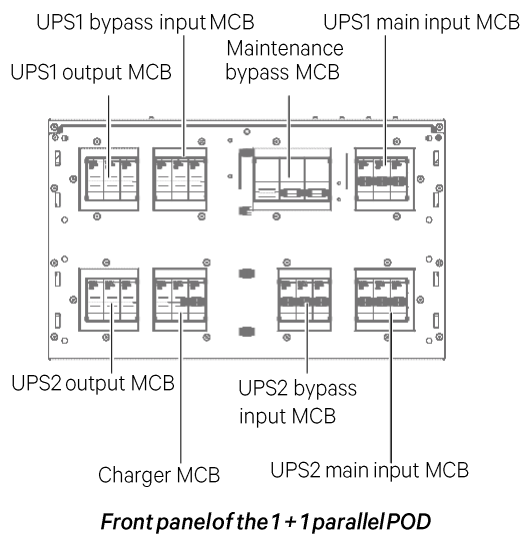 UPS1 bypass input MCB
UPS1 main input MCB
Maintenance
bypass MCB
UPS1 output MCB
UPS2 output MCB
UPS2 bypass
input MCB
Charger MCB
UPS2 main input MCB
Front panel of the 1 + 1 parallel POD